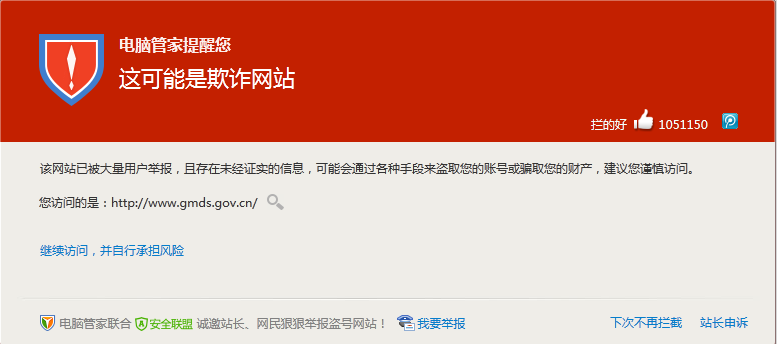 电脑管家提醒您
这可能是欺诈网站
拦的好 1051150
该网站已被大量用户举报，且存在未经证实的信息，可能会通过各种手段来盗取您的账号或骗取您的财产，建议您谨慎访问。
您访问的是：http://www.gmds.gov.cn/
继续访问，并自行承担风险
电脑管家联合 安全联盟 诚邀站长、网民狠狠举报盗号网站！ 我要举报 下次不再拦截 站长申诉